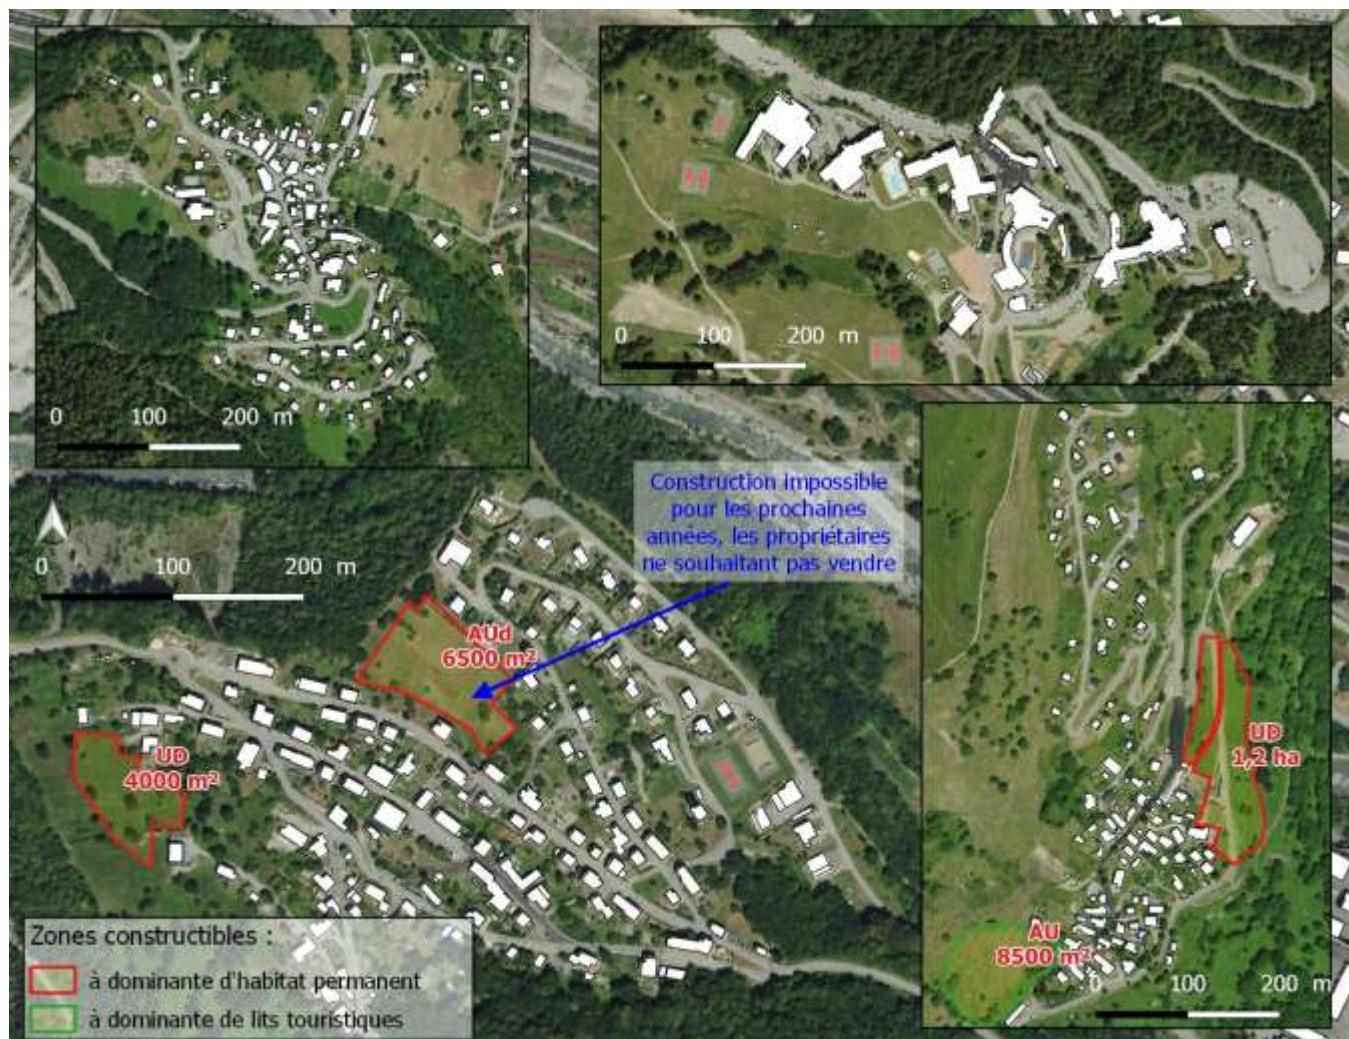 0 100 200 m
0 100 200 m
Construction impossible
pour les prochaines
années, les propriétaires
ne souhaitant pas vendre
0 100 200 m
AUd
6500 m²
UD
4000 m²
UD
1,2 ha
AU
8500 m²
0 100 200 m
Zones constructibles :
à dominante d'habitat permanent
à dominante de lits touristiques